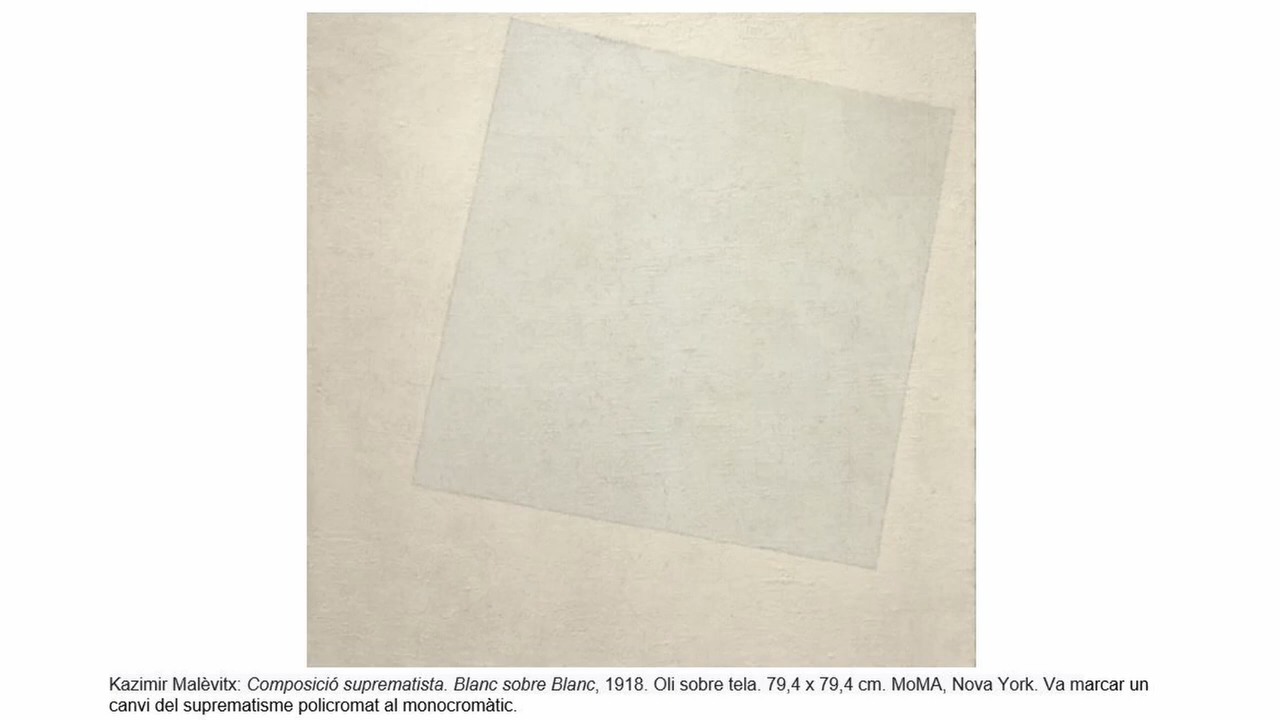 Kazimir Malèvitx: Composició suprematista. Blanc sobre Blanc, 1918. Oli sobre tela. 79,4 x 79,4 cm. MoMA, Nova York. Va marcar un
canvi del suprematisme policromat al monocromàtic.